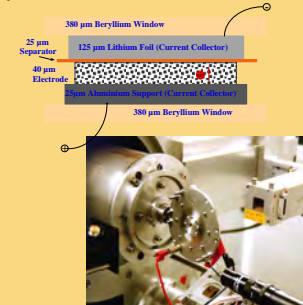 380 µm Beryllium Window
125 µm Lithium Foil (Current Collector)
25 µm
Separator
40 µm
Electrode
25µm Aluminium Support (Current Collector)
380 µm Beryllium Window